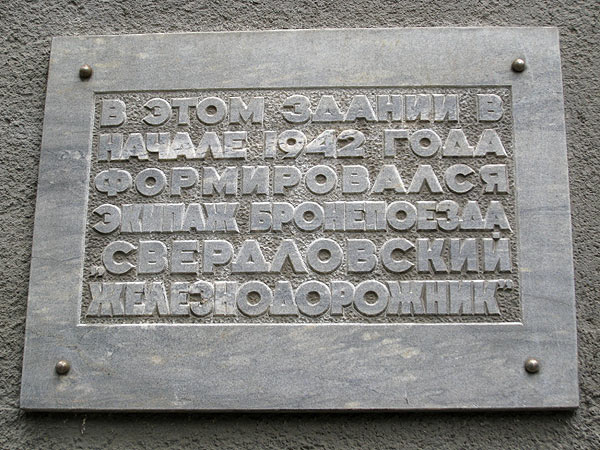 В ЭТОМ ЗДАНИИ В
НАЧАЛЕ 1942 ГОДА
ФОРМИРОВАЛСЯ
ЭКИПАЖ БРОНЕПОЕЗДА
„СВЕРДЛОВСКИЙ
ЖЕЛЕЗНОДОРОЖНИК"